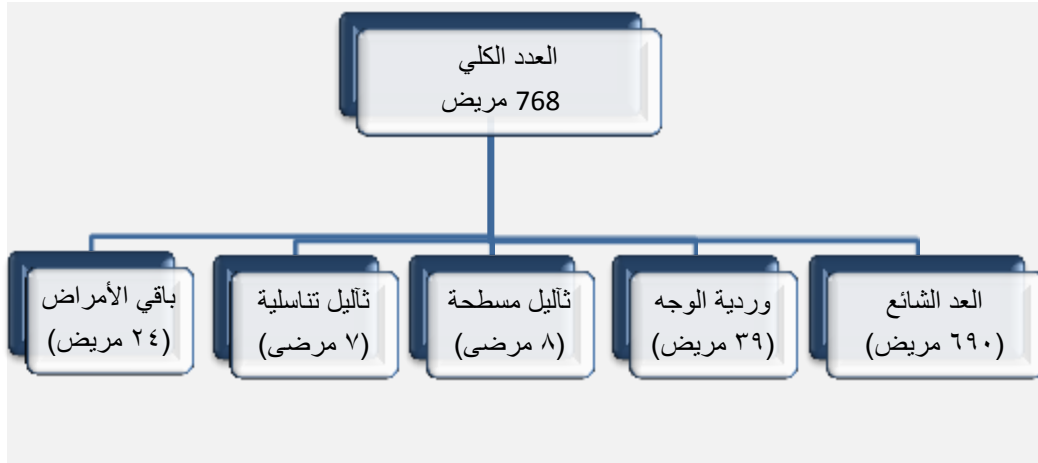 العدد الكلي
768 مريض
العد الشائع
(٦٩٠ مريض)
وردية الوجه
(٣٩ مريض)
ثآليل مسطحة
(٨ مرضى)
ثآليل تناسلية
(٧ مرضى)
باقي الأمراض
(٢٤ مريض)